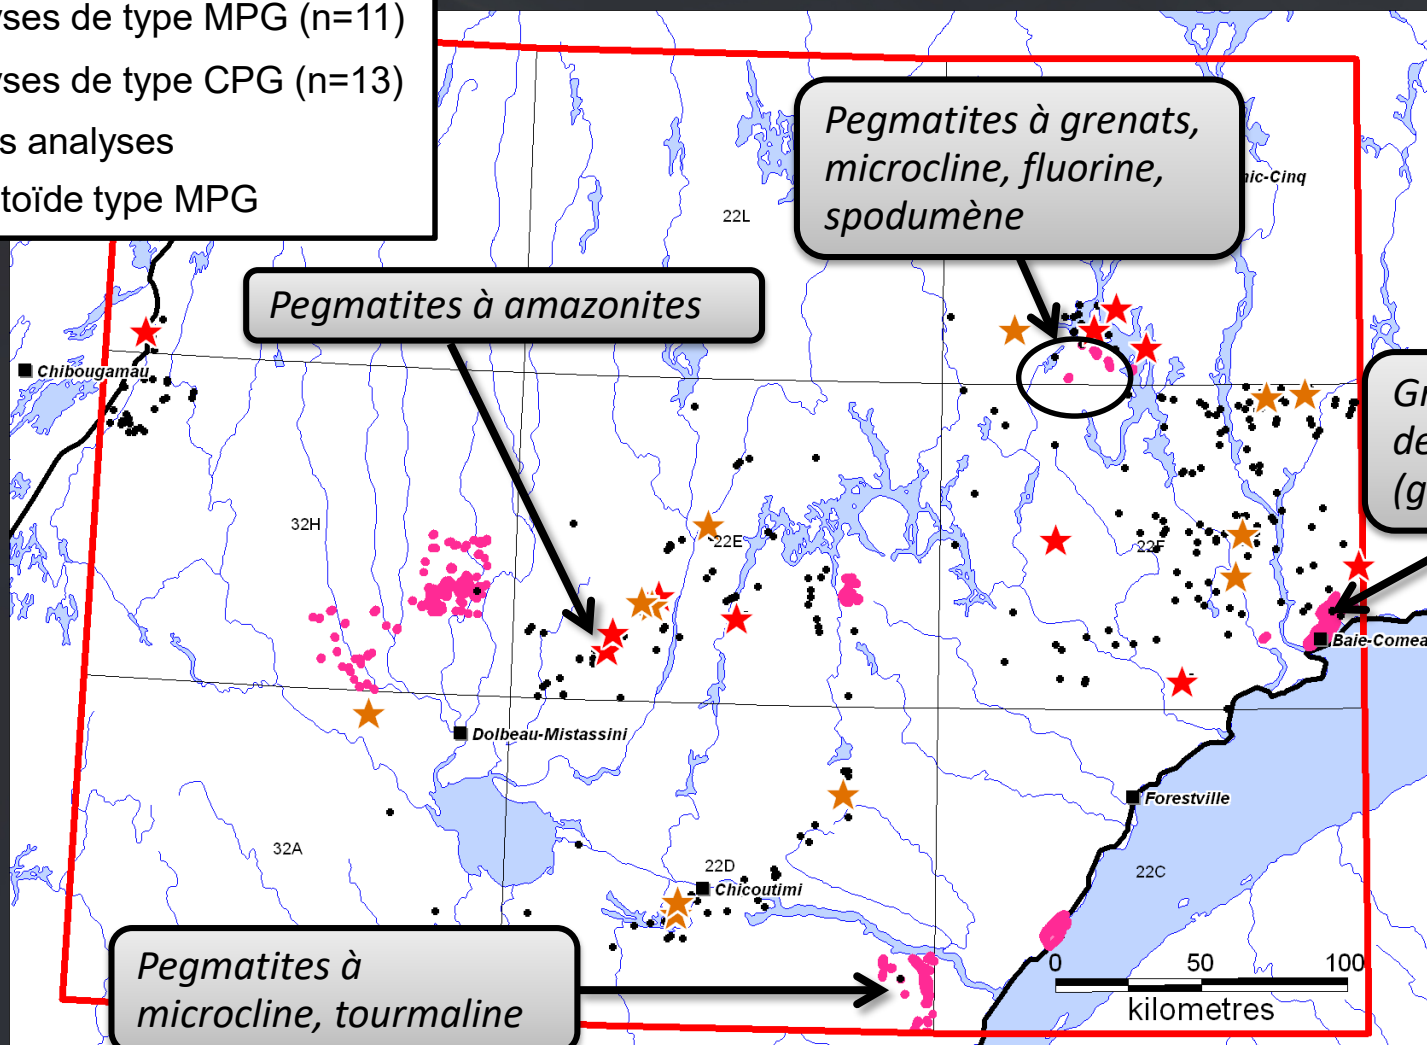 yses de type MPG (n=11)
yses de type CPG (n=13)
s analyses
toïde type MPG
Pegmatites à grenats,
microcline, fluorine,
spodumène
nic-Cinq
22L
Pegmatites à amazonites
Chibougamau
Gr
de
(g
32H
22E
22F
Baie-Comea
Dolbeau-Mistassini
Forestville
32A
22D
22C
Chicoutimi
Pegmatites à
microcline, tourmaline
0 50 100
kilometres